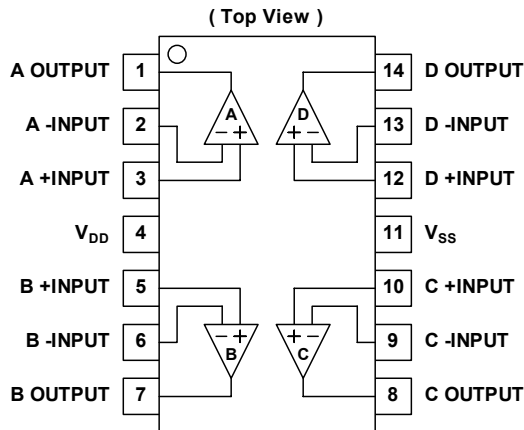 ( Top View )
A OUTPUT 1 14 D OUTPUT
A D
A -INPUT 2 13 D -INPUT
− + + −
A +INPUT 3 12 D +INPUT
VDD 4 11 VSS
B +INPUT 5 10 C +INPUT
− + + −
B -INPUT 6 9 C -INPUT
B C
B OUTPUT 7 8 C OUTPUT